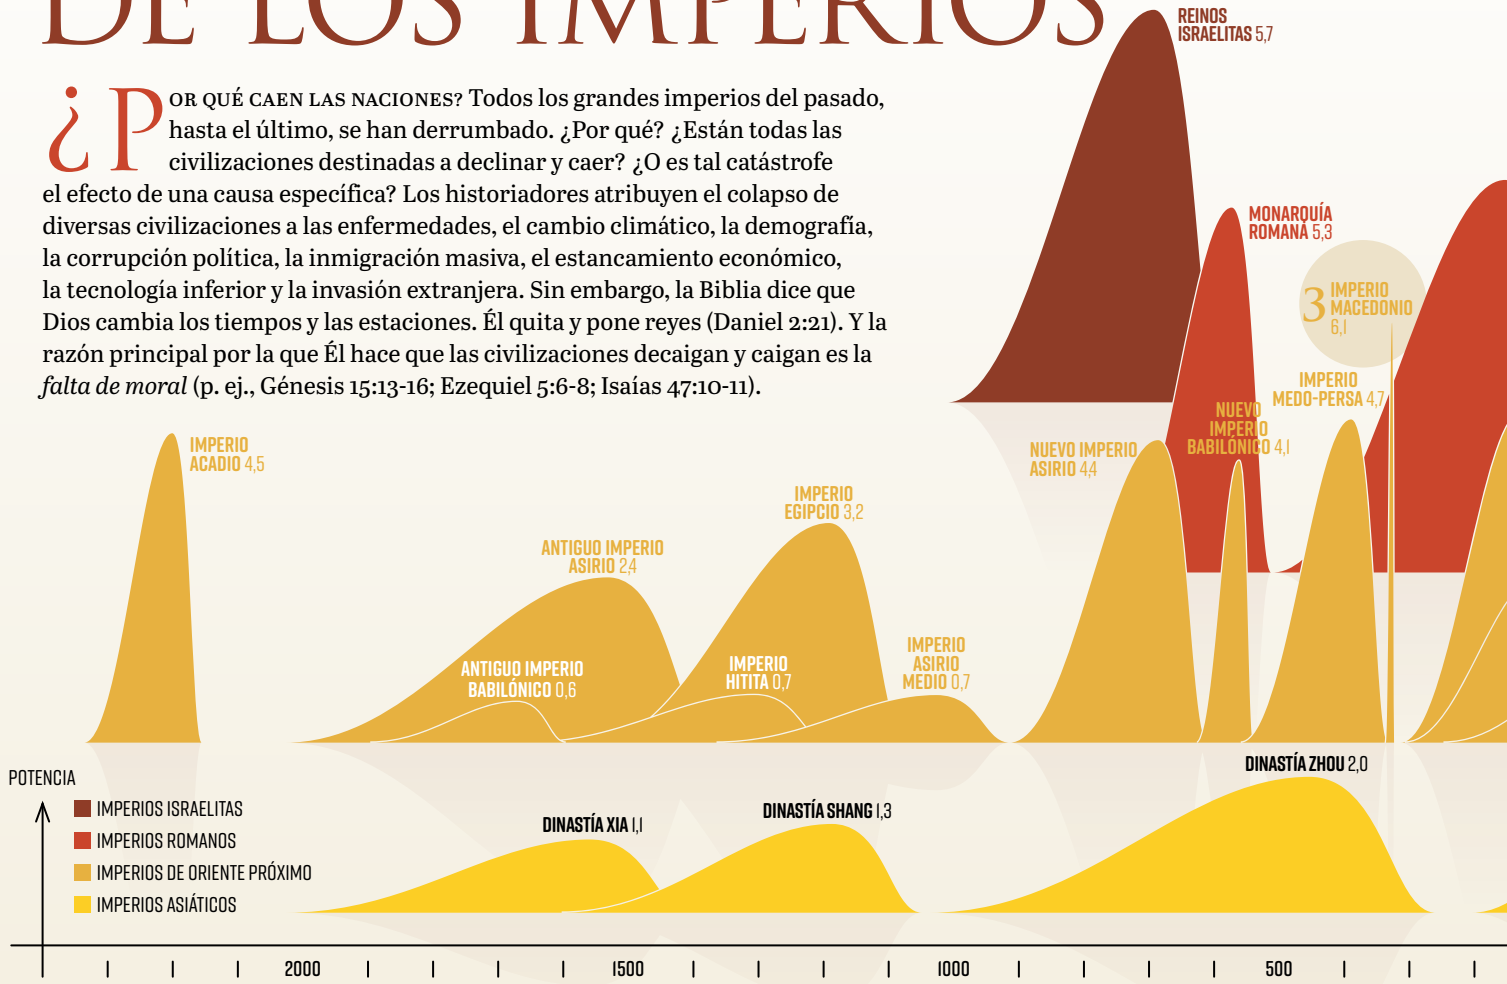 DE LOS IMPERIOS
¿POR QUÉ CAEN LAS NACIONES? Todos los grandes imperios del pasado,
hasta el último, se han derrumbado. ¿Por qué? ¿Están todas las
civilizaciones destinadas a declinar y caer? ¿O es tal catástrofe
el efecto de una causa específica? Los historiadores atribuyen el colapso de
diversas civilizaciones a las enfermedades, el cambio climático, la demografía,
la corrupción política, la inmigración masiva, el estancamiento económico,
la tecnología inferior y la invasión extranjera. Sin embargo, la Biblia dice que
Dios cambia los tiempos y las estaciones. Él quita y pone reyes (Daniel 2:21). Y la
razón principal por la que Él hace que las civilizaciones decaigan y caigan es la
falta de moral (p. ej., Génesis 15:13-16; Ezequiel 5:6-8; Isaías 47:10-11).
REINOS
ISRAELITAS 5,7
MONARQUÍA
ROMANA 5,3
3 IMPERIO
MACEDONIO
6,1
IMPERIO
MEDO-PERSA 4,7
NUEVO
IMPERIO
BABILÓNICO 4,1
NUEVO IMPERIO
ASIRIO 4,4
IMPERIO
ACADIO 4,5
IMPERIO
EGIPCIO 3,2
ANTIGUO IMPERIO
ASIRIO 2,4
ANTIGUO IMPERIO
BABILÓNICO 0,6
IMPERIO
HITITA 0,7
IMPERIO
ASIRIO
MEDIO 0,7
DINASTÍA ZHOU 2,0
DINASTÍA SHANG 1,3
DINASTÍA XIA 1,1
POTENCIA
IMPERIOS ISRAELITAS
IMPERIOS ROMANOS
IMPERIOS DE ORIENTE PRÓXIMO
IMPERIOS ASIÁTICOS
2000 1500 1000 500